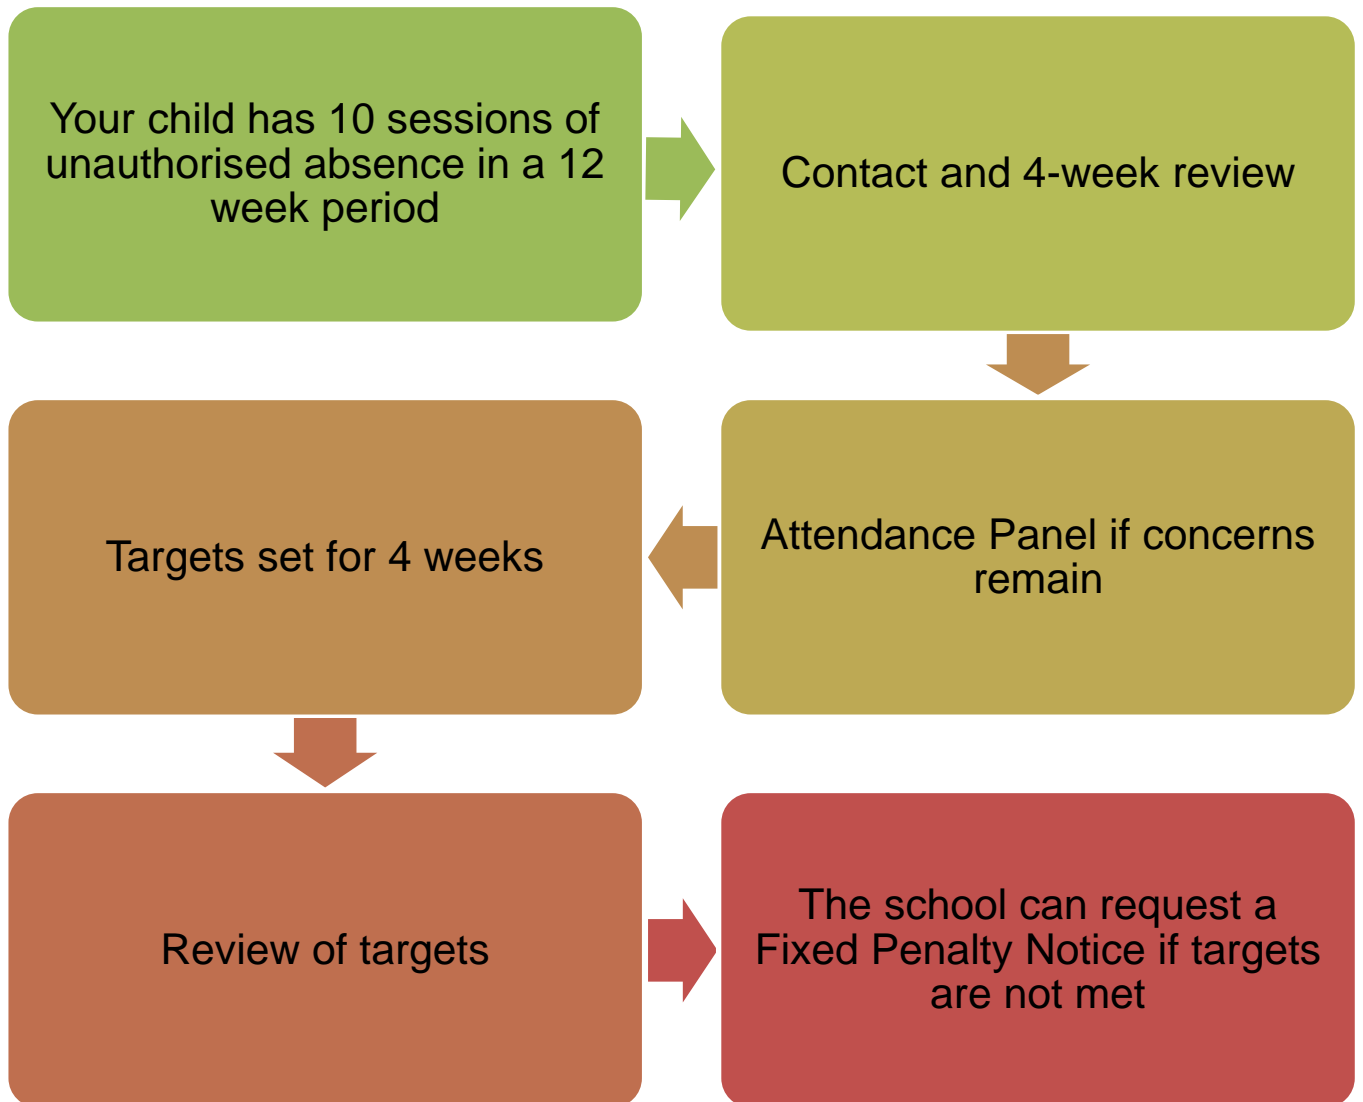 Your child has 10 sessions of
unauthorised absence in a 12
week period
Contact and 4-week review
Attendance Panel if concerns
remain
Targets set for 4 weeks
Review of targets
The school can request a
Fixed Penalty Notice if targets
are not met